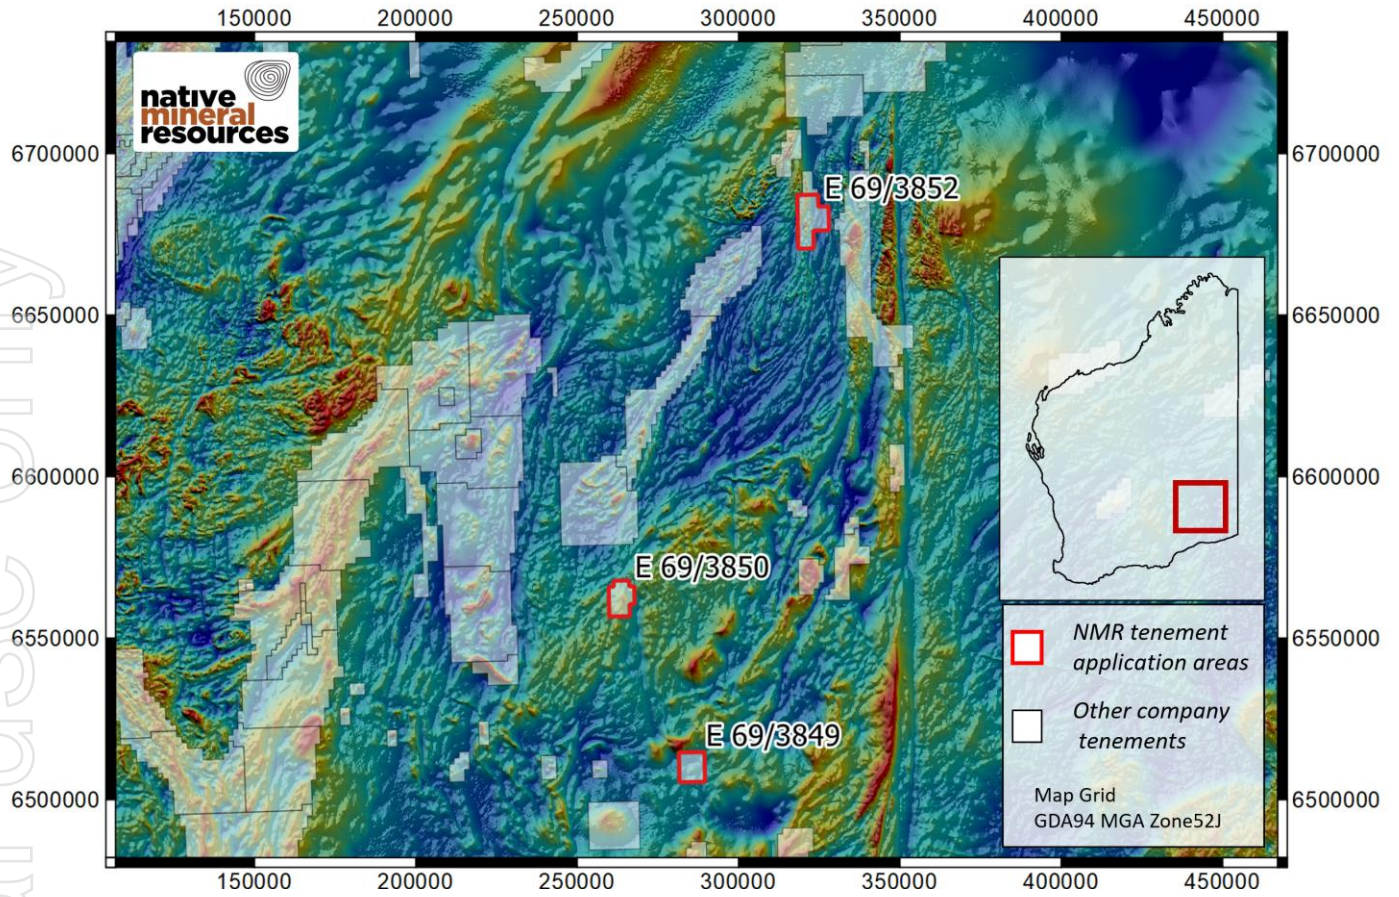 150000 200000 250000 300000 350000 400000 450000
native
mineral
resources
6700000 6700000
E 69/3852
6650000 6650000
6600000 6600000
E 69/3850
6550000 6550000
E 69/3849
6500000 6500000
NMR tenement
application areas
Other company
tenements
Map Grid
GDA94 MGA Zone52J
150000 200000 250000 300000 350000 400000 450000